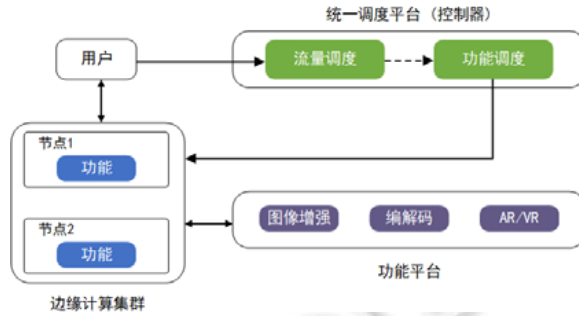 统一调度平台（控制器）
用户
流量调度
功能调度
节点1
功能
节点2
功能
图像增强
编解码
AR/VR
功能平台
边缘计算集群